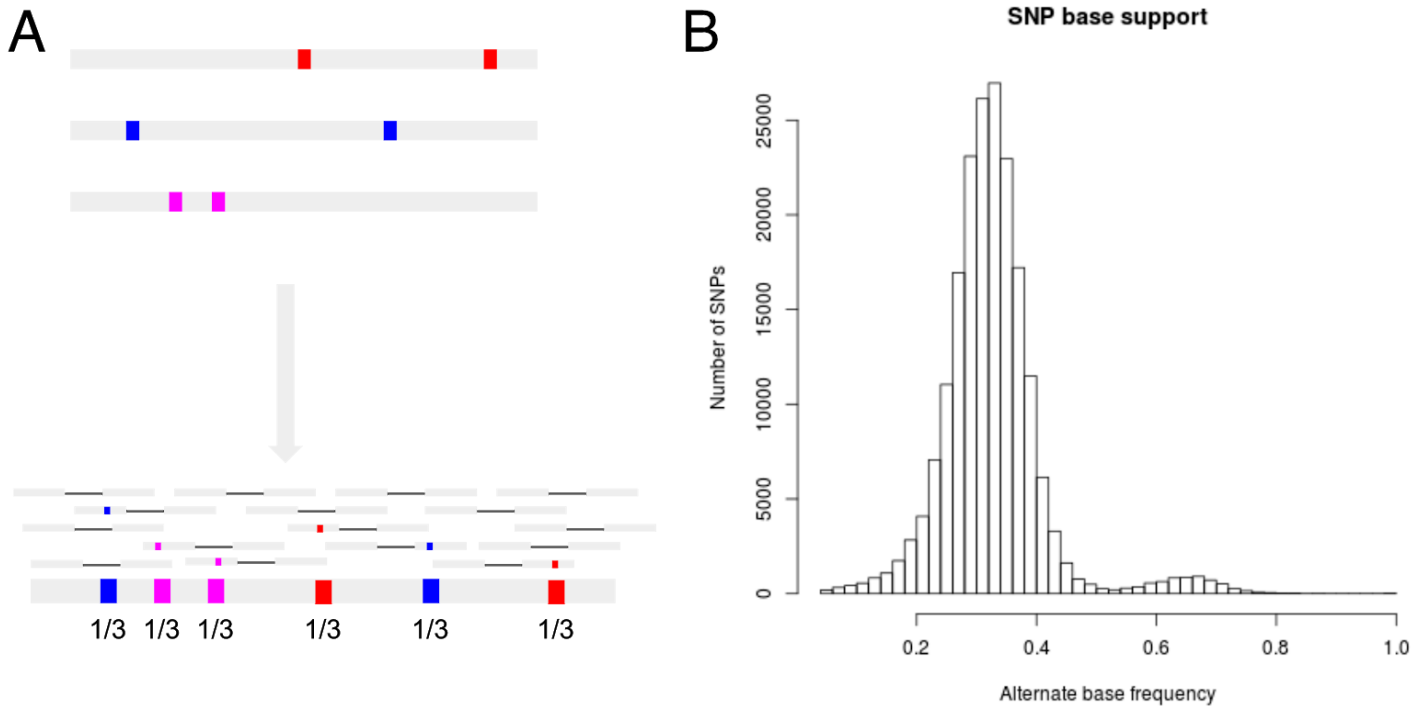 A
1/3 1/3 1/3 1/3 1/3 1/3
B
SNP base support
Number of SNPs
25000
20000
15000
10000
5000
0
0.2 0.4 0.6 0.8 1.0
Alternate base frequency